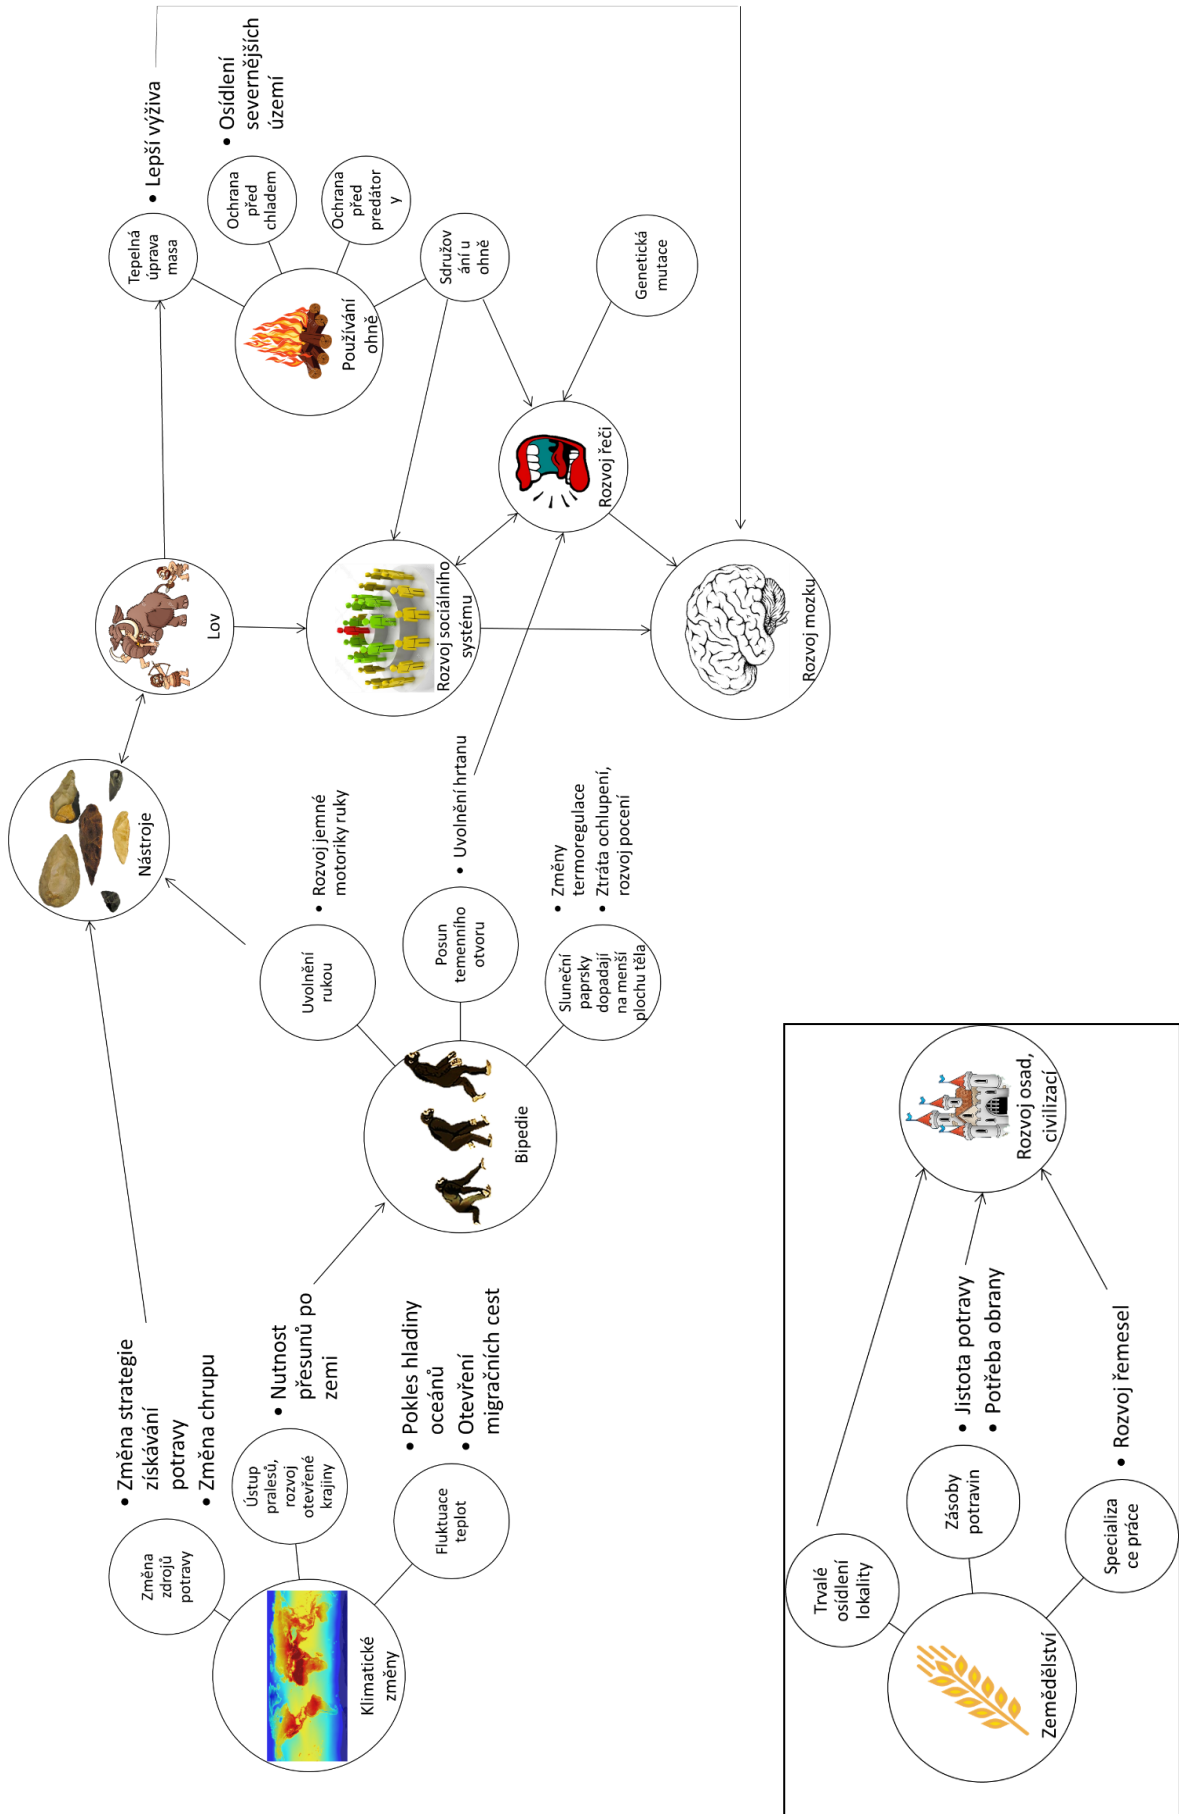 Změna
zdrojů
potravy
• Změna strategie
získávání
potravy
• Změna chrupu
Ústup
pralesů,
rozvoj
otevřené
krajiny
• Nutnost
přesunů po
zemi
Klimatické
změny
Fluktuace
teplot
• Pokles hladiny
oceánů
• Otevření
migračních cest
Nástroje
Uvolnění
rukou
• Rozvoj jemné
motoriky ruky
Bipedie
Posun
temenního
otvoru
• Uvolnění hrtanu
Sluneční
paprsky
dopadají
na menší
plochu těla
• Změny
termoregulace
• Ztráta ochlupení,
rozvoj pocení
Lov
Rozvoj sociálního
systému
Rozvoj řeči
Rozvoj mozku
Tepelná
úprava
masa
• Lepší výživa
Ochrana
před
chladem
• Osídlení
severnějších
území
Používání
ohně
Ochrana
před
predátor
y
Sdružov
ání u
ohně
Genetická
mutace
Trvalé
osídlení
lokality
Zemědělství
Zásoby
potravin
• Jistota potravy
• Potřeba obrany
Specializa
ce práce
• Rozvoj řemesel
Rozvoj osad,
civilizací